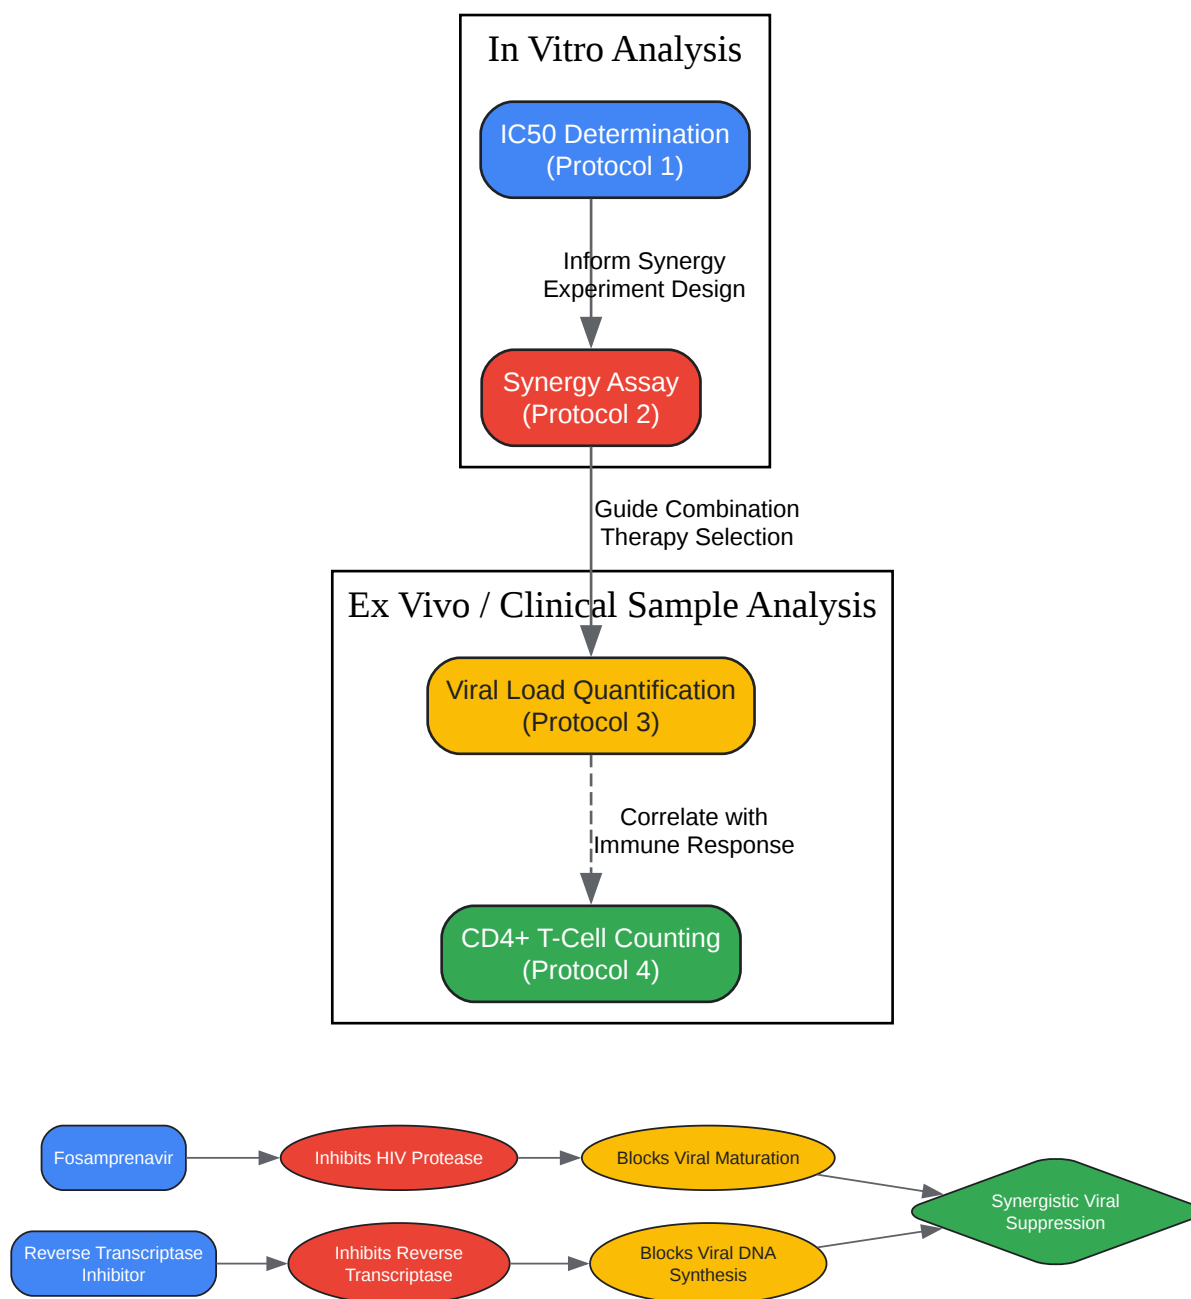 In Vitro Analysis
IC50 Determination
(Protocol 1)
Inform Synergy
Experiment Design
Synergy Assay
(Protocol 2)
Guide Combination
Therapy Selection
Ex Vivo / Clinical Sample Analysis
Viral Load Quantification
(Protocol 3)
Correlate with
Immune Response
CD4+ T-Cell Counting
(Protocol 4)
Fosamprenavir
Inhibits HIV Protease
Blocks Viral Maturation
Synergistic Viral
Suppression
Reverse Transcriptase
Inhibitor
Inhibits Reverse
Transcriptase
Blocks Viral DNA
Synthesis